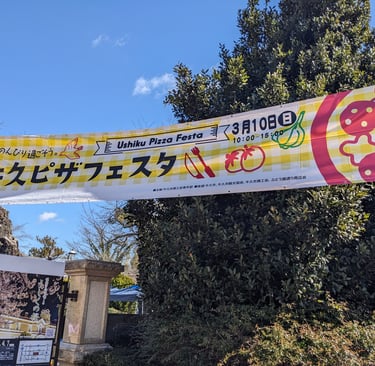 のんびり過ごそう。
Ushiku Pizza Festa
久ピザフェスタ
3月10日(日)
10:00-15:00